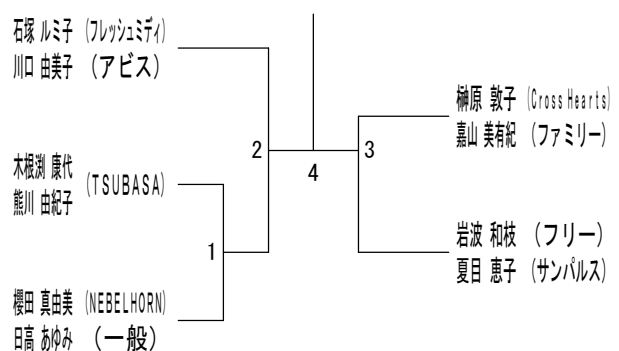 石塚 ルミ子 (フレッシュミディ)
川口 由美子 (アビス)
2
木根渕 康代
熊川 由紀子
(TSUBASA)
1
櫻田 真由美 (NEBELHORN)
日高 あゆみ (一般)
4
榊原 敦子 (Cross Hearts)
嘉山 美有紀 (ファミリー)
3
岩波 和枝 (フリー)
夏目 恵子 (サンパルス)